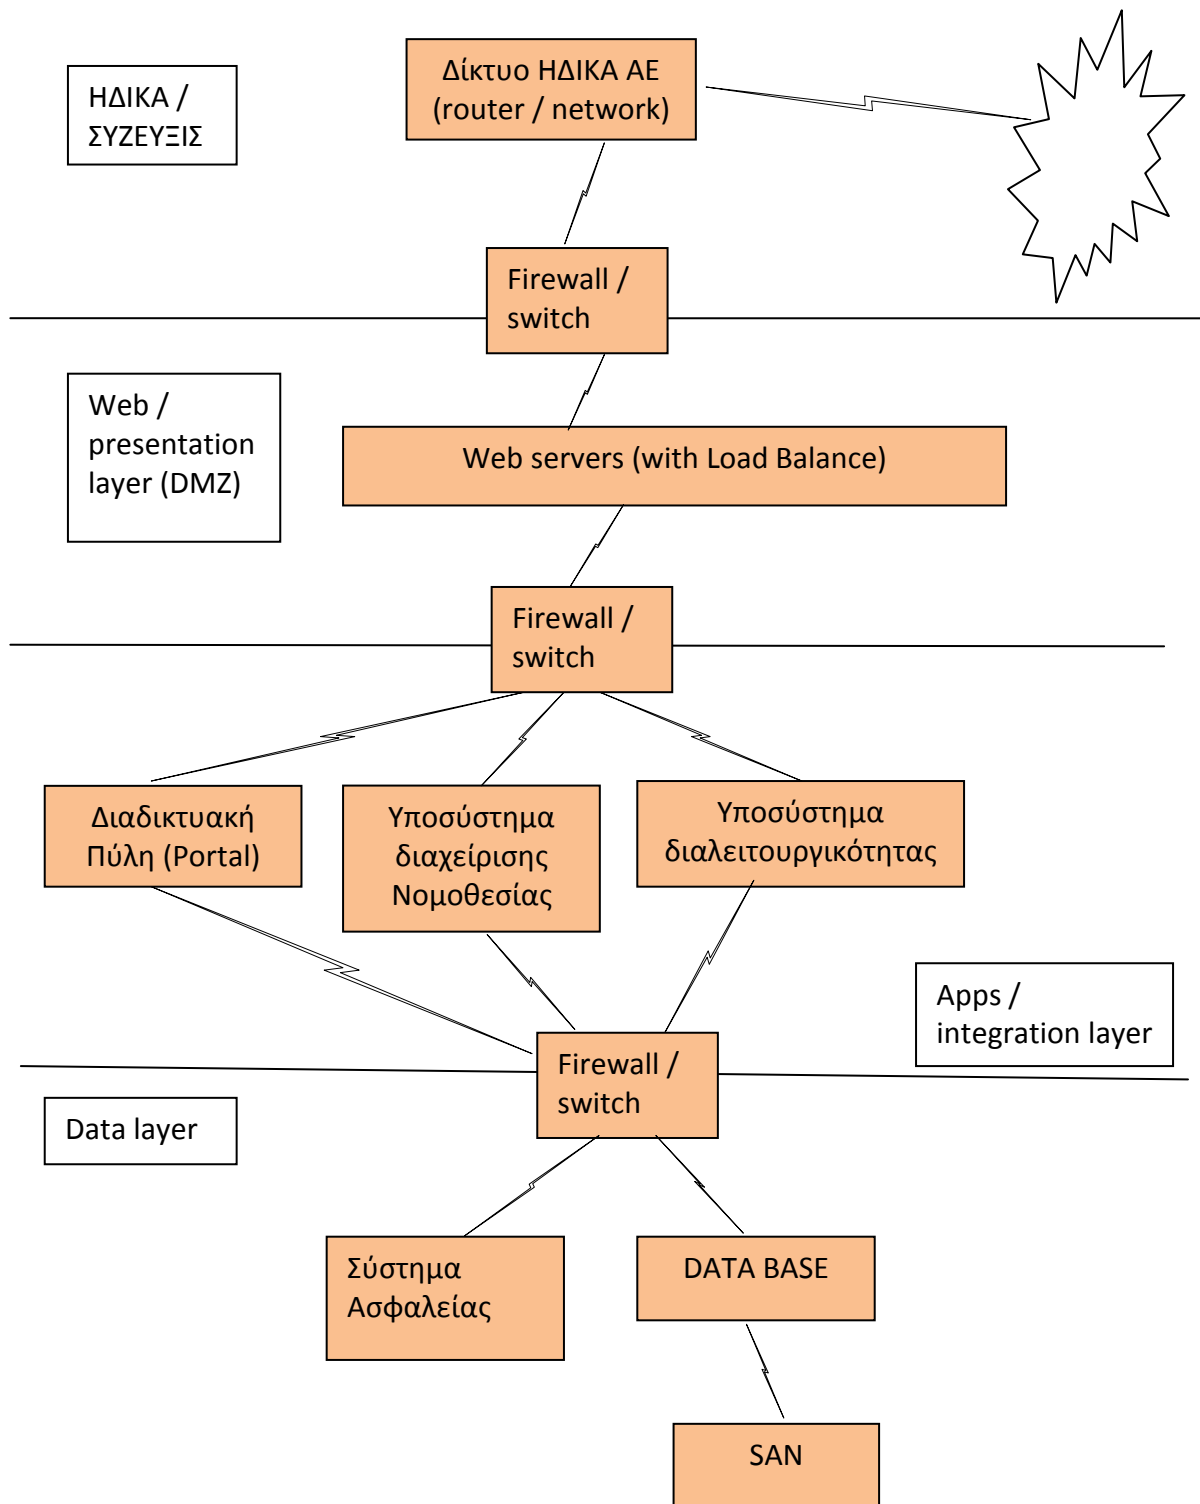 ΗΔΙΚΑ /
ΣΥΖΕΥΞΙΣ
Δίκτυο ΗΔΙΚΑ ΑΕ
(router / network)
Firewall /
switch
Web /
presentation
layer (DMZ)
Web servers (with Load Balance)
Firewall /
switch
Διαδικτυακή
Πύλη (Portal)
Υποσύστημα
διαχείρισης
Νομοθεσίας
Υποσύστημα
διαλειτουργικότητας
Apps /
integration layer
Firewall /
switch
Data layer
Σύστημα
Ασφαλείας
DATA BASE
SAN